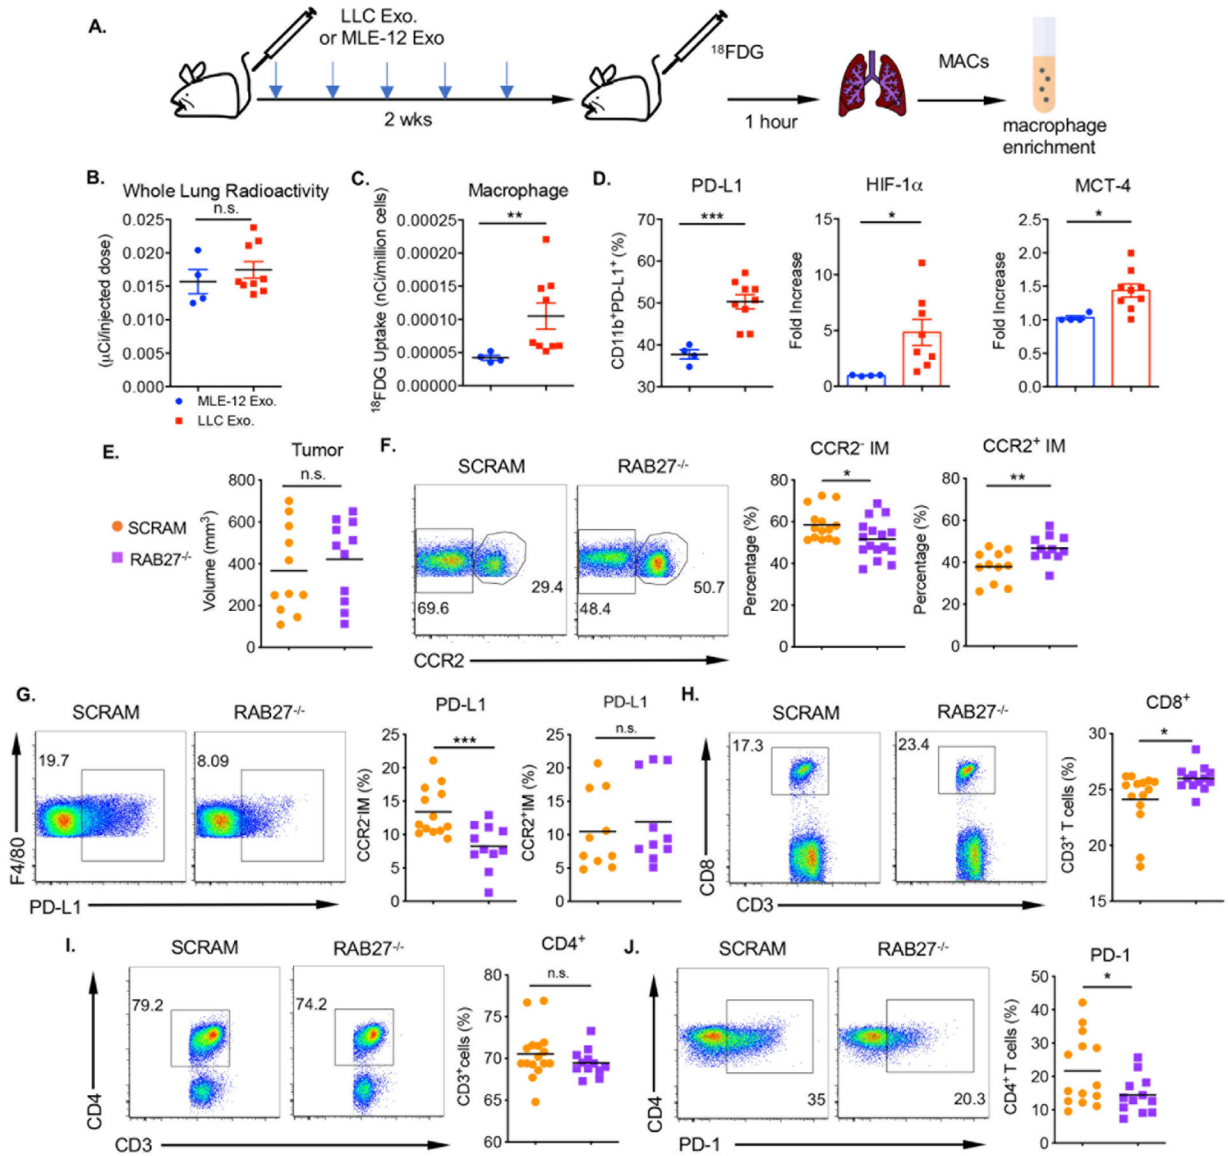 A.
LLC Exo.
or MLE-12 Exo
2 wks
¹⁸FDG
1 hour
MACs
macrophage
enrichment
B.
Whole Lung Radioactivity
n.s.
(μCi/injected dose)
0.025
0.020
0.015
0.010
0.005
0.000
MLE-12 Exo.
LLC Exo.
C.
Macrophage
**
¹⁸FDG Uptake (nCi/million cells)
0.00025
0.00020
0.00015
0.00010
0.00005
0.00000
D.
PD-L1
***
CD11b⁺PD-L1⁺ (%)
70
60
50
40
30
HIF-1α
*
Fold Increase
15
10
5
0
MCT-4
*
Fold Increase
2.5
2.0
1.5
1.0
0.5
0.0
E.
Tumor
n.s.
SCRAM
RAB27⁻/⁻
Volume (mm³)
800
600
400
200
0
F.
SCRAM
RAB27⁻/⁻
69.6
29.4
48.4
50.7
CCR2
CCR2⁻ IM
*
Percentage (%)
80
60
40
20
0
CCR2⁺ IM
**
Percentage (%)
80
60
40
20
0
G.
SCRAM
RAB27⁻/⁻
19.7
8.09
F4/80
PD-L1
PD-L1
***
CCR2⁻IM (%)
25
20
15
10
5
0
PD-L1
n.s.
CCR2⁺IM (%)
25
20
15
10
5
0
H.
SCRAM
RAB27⁻/⁻
17.3
23.4
CD8
CD3
CD8⁺
*
CD3⁺ T cells (%)
30
25
20
15
I.
SCRAM
RAB27⁻/⁻
79.2
74.2
CD4
CD3
CD4⁺
n.s.
CD3⁺cells (%)
80
75
70
65
60
J.
SCRAM
RAB27⁻/⁻
35
20.3
CD4
PD-1
PD-1
*
CD4⁺ T cells (%)
50
40
30
20
10
0